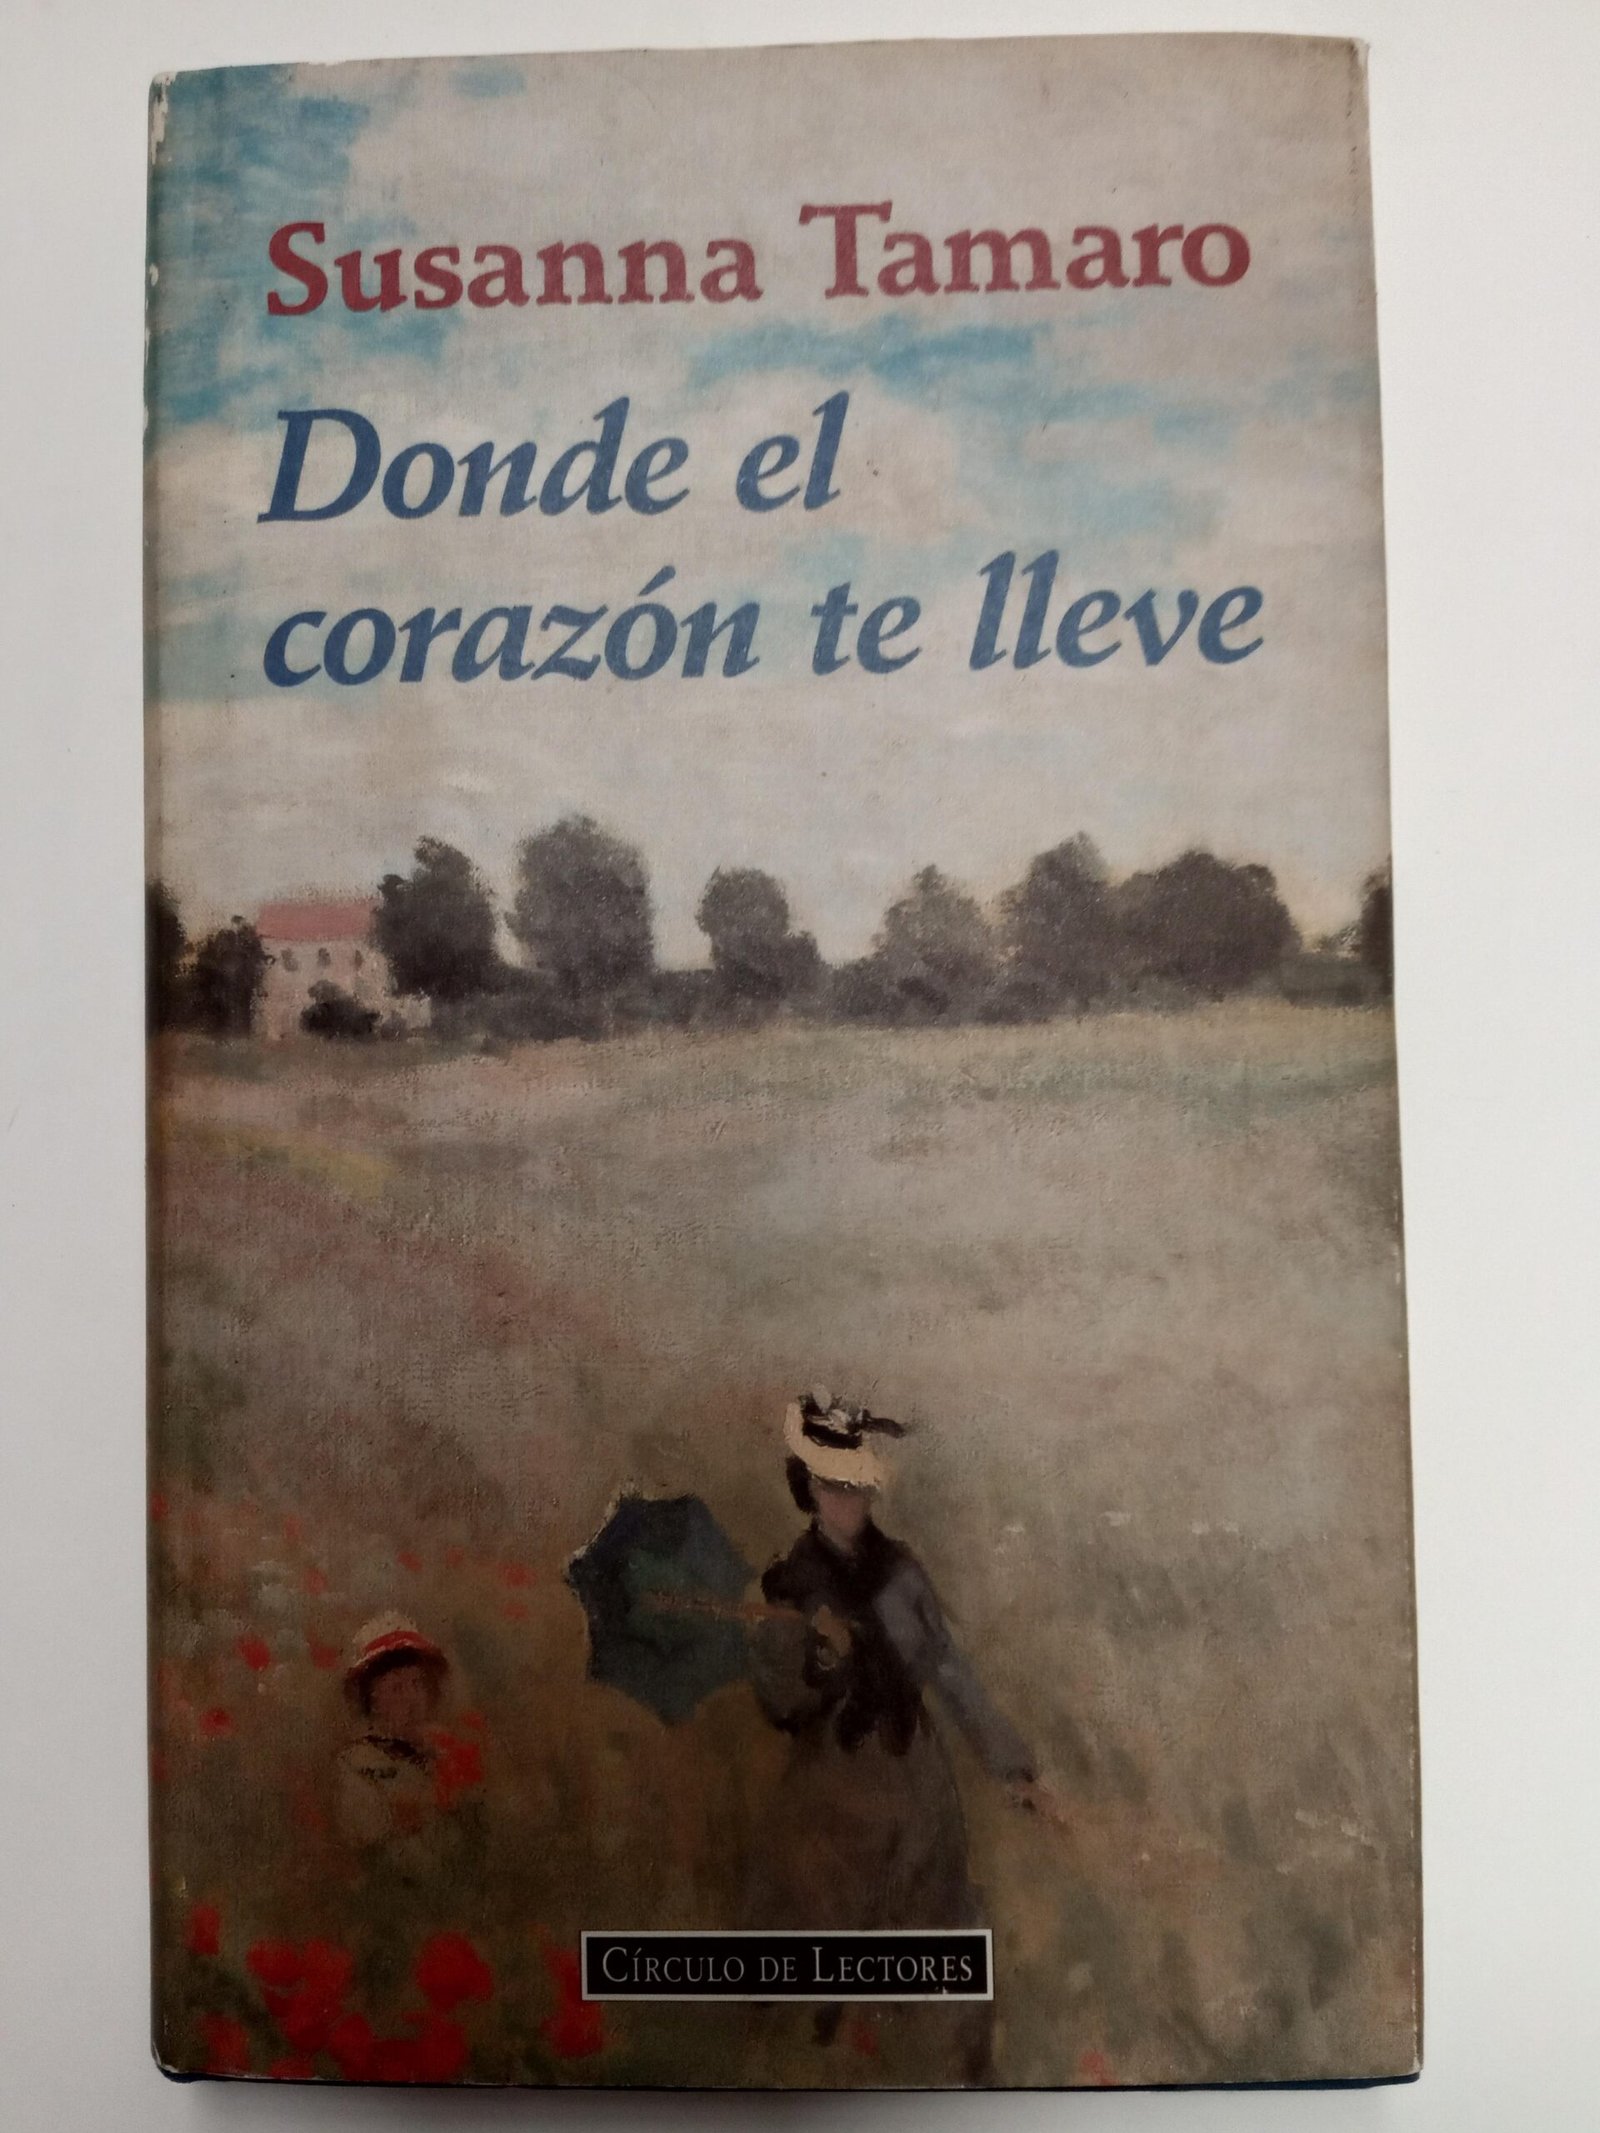 Susanna Tamaro
Donde el
corazón te lleve
CÍRCULO DE LECTORES